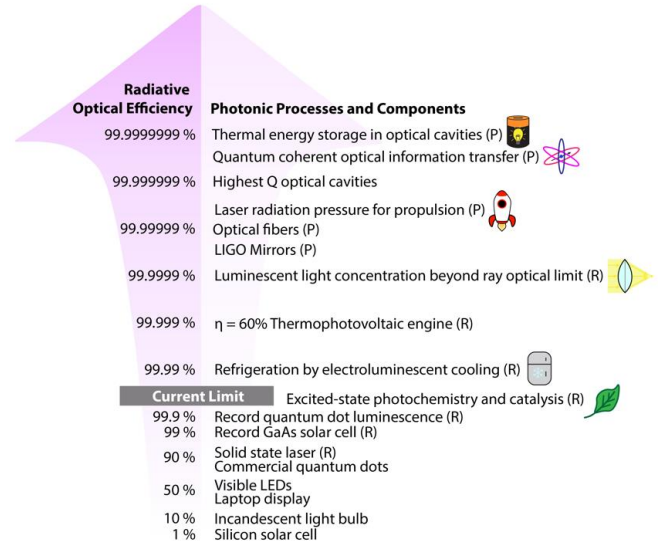 Radiative
Optical Efficiency Photonic Processes and Components
99.9999999 % Thermal energy storage in optical cavities (P)
Quantum coherent optical information transfer (P)
99.999999 % Highest Q optical cavities
Laser radiation pressure for propulsion (P)
99.99999 % Optical fibers (P)
LIGO Mirrors (P)
99.9999 % Luminescent light concentration beyond ray optical limit (R)
99.999 % η = 60% Thermophotovoltaic engine (R)
99.99 % Refrigeration by electroluminescent cooling (R)
Current Limit Excited-state photochemistry and catalysis (R)
99.9 % Record quantum dot luminescence (R)
99 % Record GaAs solar cell (R)
90 % Solid state laser (R)
Commercial quantum dots
50 % Visible LEDs
Laptop display
10 % Incandescent light bulb
1 % Silicon solar cell